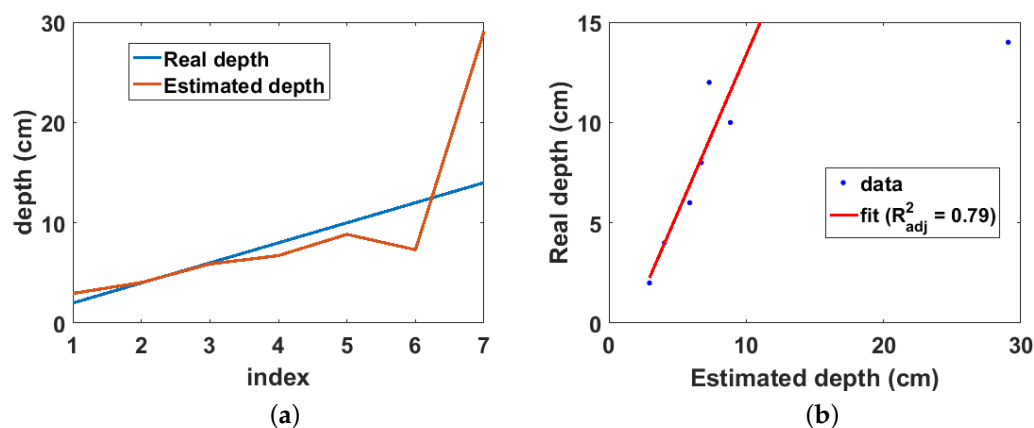 30
20
10
0
depth (cm)
Real depth
Estimated depth
1 2 3 4 5 6 7
index
(a)
15
10
5
0
Real depth (cm)
data
fit (R²adj = 0.79)
0 10 20 30
Estimated depth (cm)
(b)